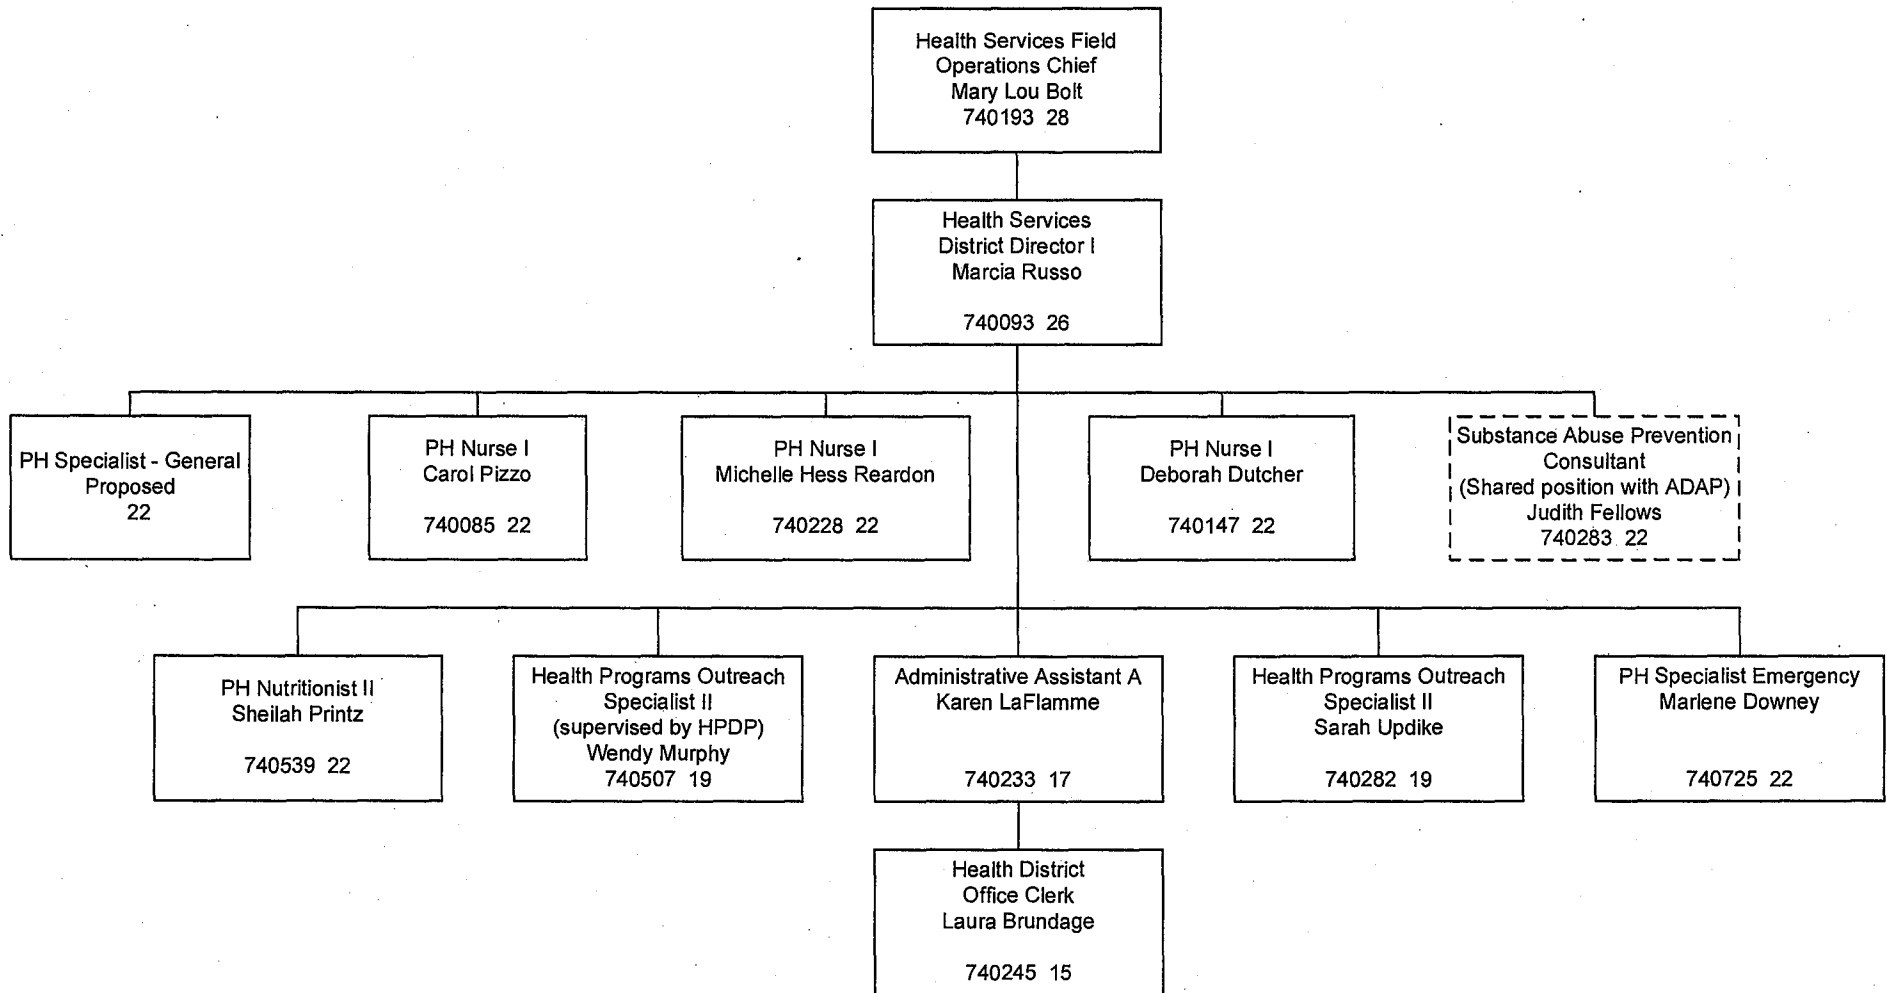 Health Services Field
Operations Chief
Mary Lou Bolt
740193 28
Health Services
District Director I
Marcia Russo
740093 26
PH Specialist - General
Proposed
22
PH Nurse I
Carol Pizzo
740085 22
PH Nurse I
Michelle Hess Reardon
740228 22
PH Nurse I
Deborah Dutcher
740147 22
Substance Abuse Prevention
Consultant
(Shared position with ADAP)
Judith Fellows
740283 22
PH Nutritionist II
Sheilah Printz
740539 22
Health Programs Outreach
Specialist II
(supervised by HPDP)
Wendy Murphy
740507 19
Administrative Assistant A
Karen LaFlamme
740233 17
Health Programs Outreach
Specialist II
Sarah Updike
740282 19
PH Specialist Emergency
Marlene Downey
740725 22
Health District
Office Clerk
Laura Brundage
740245 15